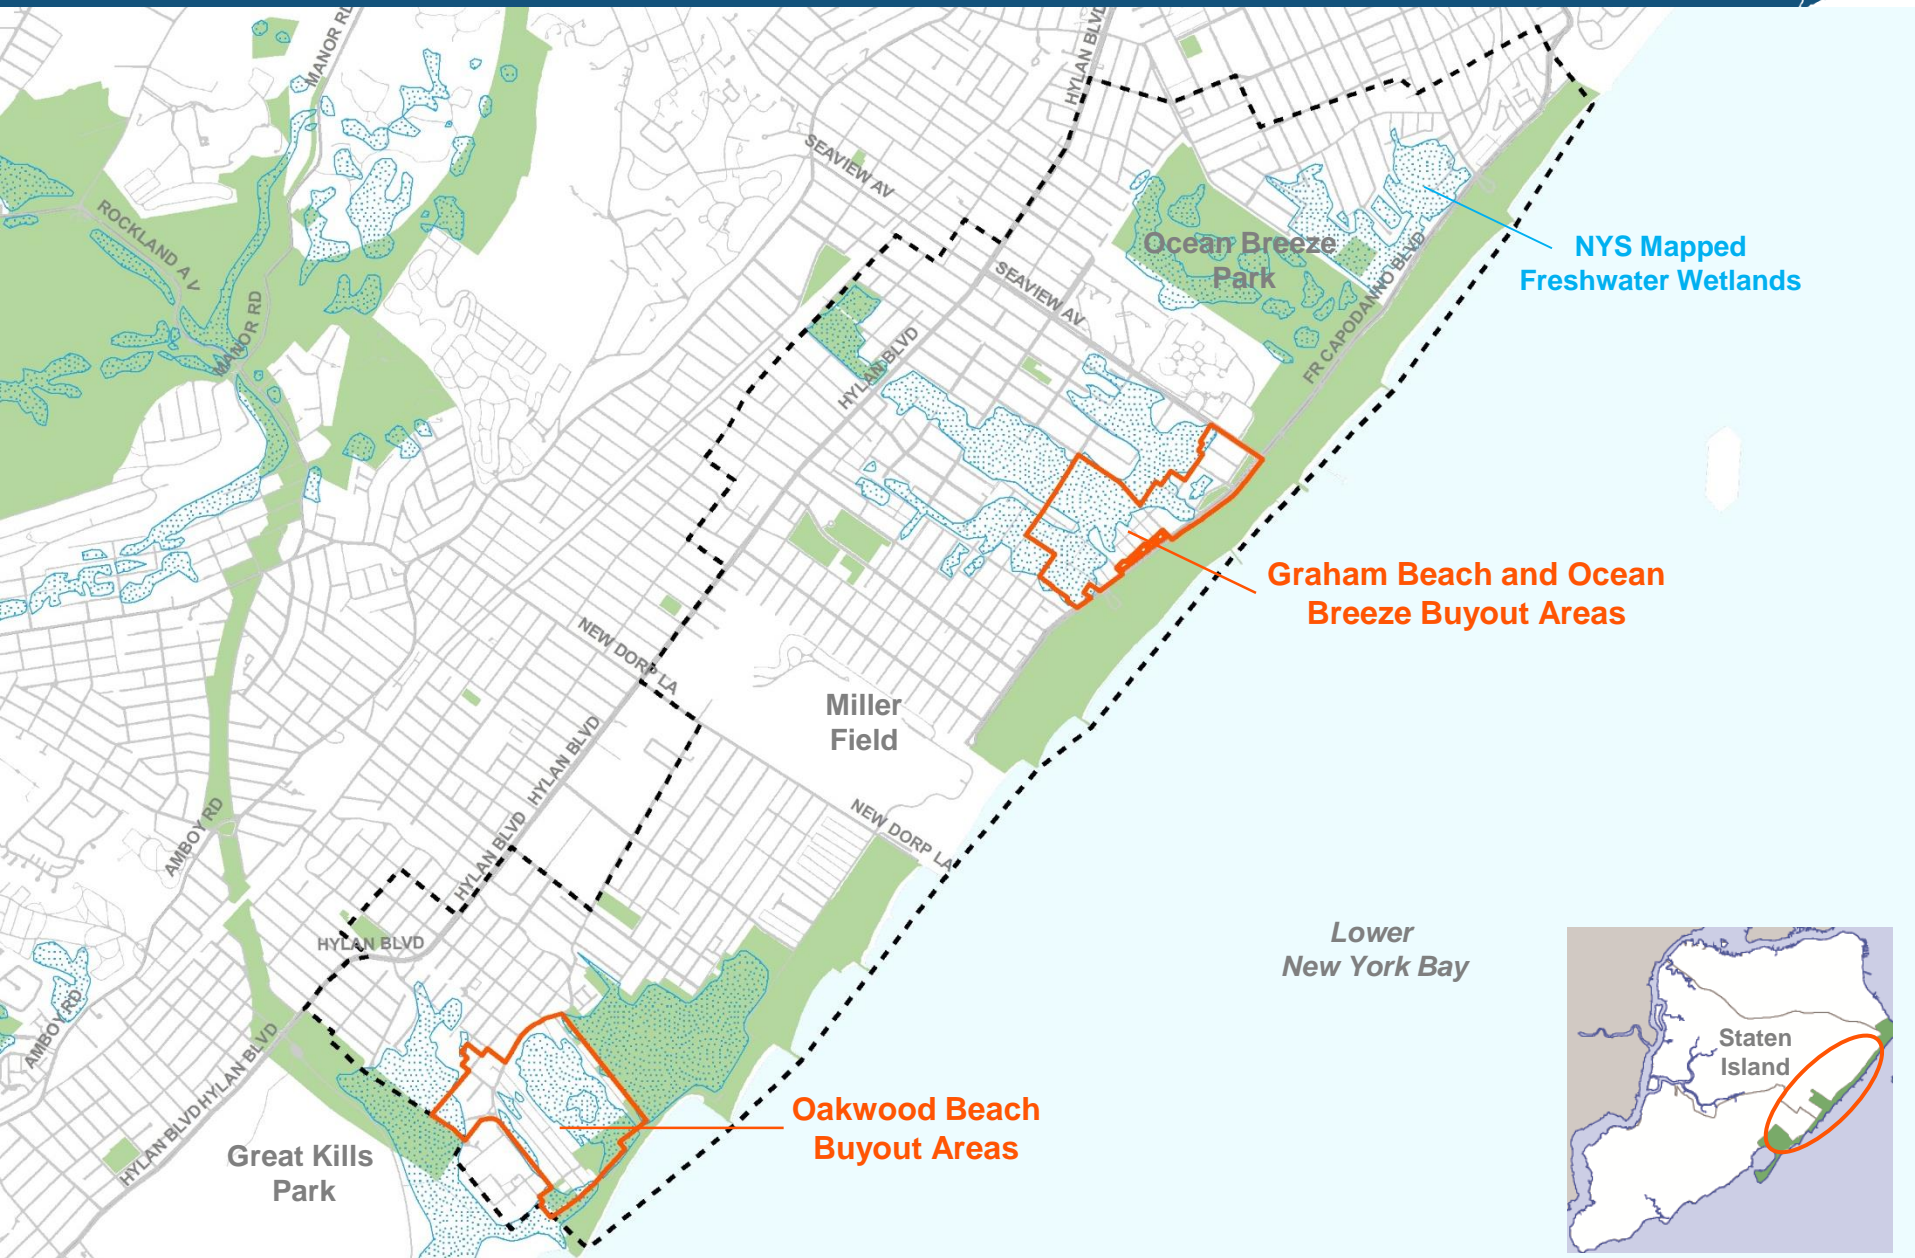 MANOR RD
HYLAN BLVD
SEAVIEW AV
ROCKLAND AV
Ocean Breeze
Park
NYS Mapped
Freshwater Wetlands
SEAVIEW AV
MANOR RD
FR CAPODANNO BLVD
HYLAN BLVD
Graham Beach and Ocean
Breeze Buyout Areas
NEW DORP LA
Miller
Field
HYLAN BLVD
NEW DORP LA
AMBOY RD
HYLAN BLVD
HYLAN BLVD
Lower
New York Bay
AMBOY RD
HYLAN BLVD
HYLAN BLVD
Staten
Island
Oakwood Beach
Buyout Areas
Great Kills
Park